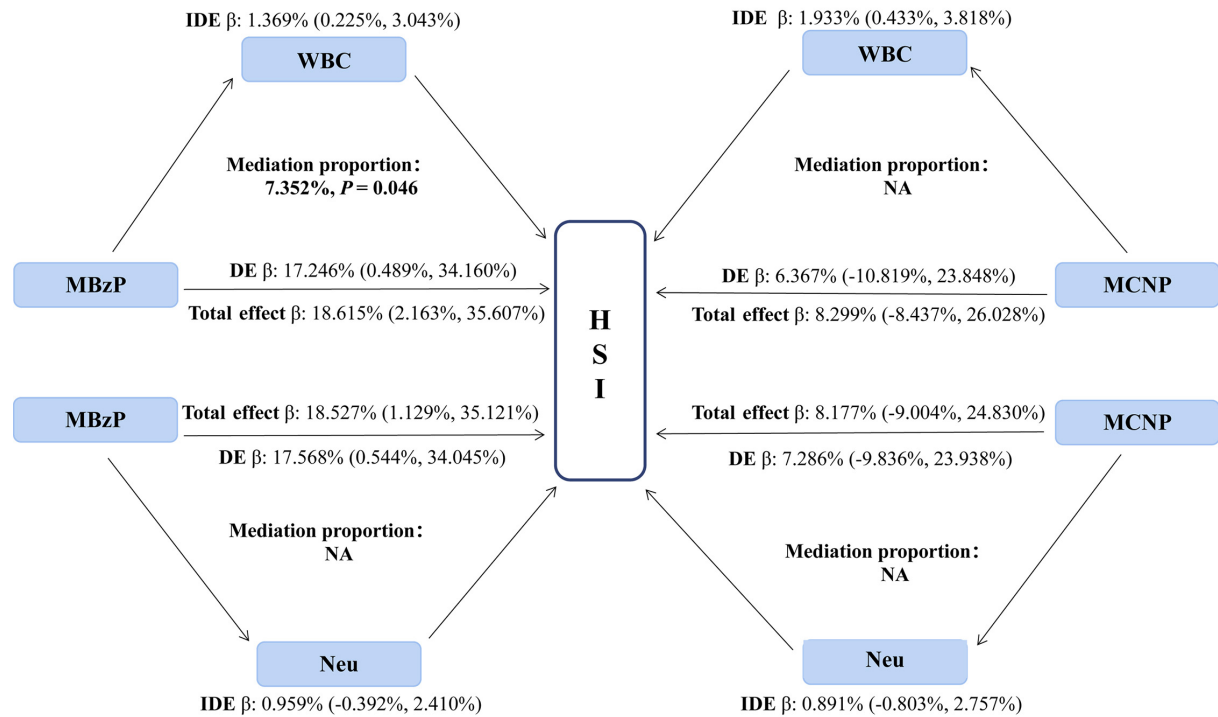 IDE β: 1.369% (0.225%, 3.043%)
WBC
Mediation proportion:
7.352%, P = 0.046
MBzP
DE β: 17.246% (0.489%, 34.160%)
Total effect β: 18.615% (2.163%, 35.607%)
IDE β: 1.933% (0.433%, 3.818%)
WBC
Mediation proportion:
NA
DE β: 6.367% (-10.819%, 23.848%)
Total effect β: 8.299% (-8.437%, 26.028%)
MCNP
H
S
I
MBzP
Total effect β: 18.527% (1.129%, 35.121%)
DE β: 17.568% (0.544%, 34.045%)
Mediation proportion:
NA
Neu
IDE β: 0.959% (-0.392%, 2.410%)
Total effect β: 8.177% (-9.004%, 24.830%)
DE β: 7.286% (-9.836%, 23.938%)
MCNP
Mediation proportion:
NA
Neu
IDE β: 0.891% (-0.803%, 2.757%)